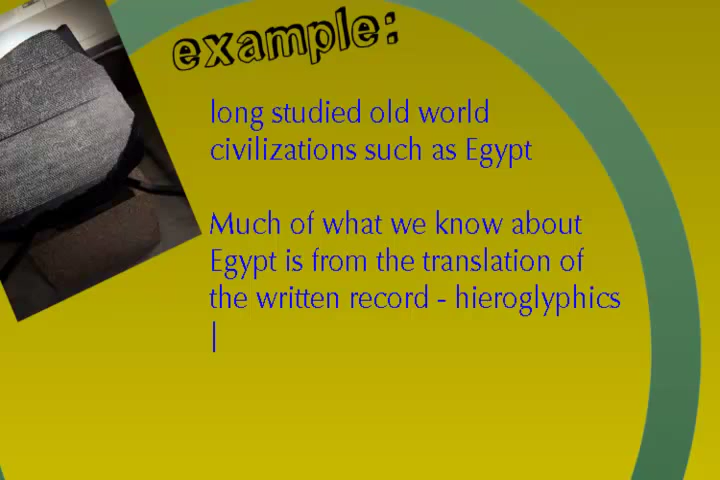 example:
long studied old world
civilizations such as Egypt
Much of what we know about
Egypt is from the translation of
the written record - hieroglyphics
|